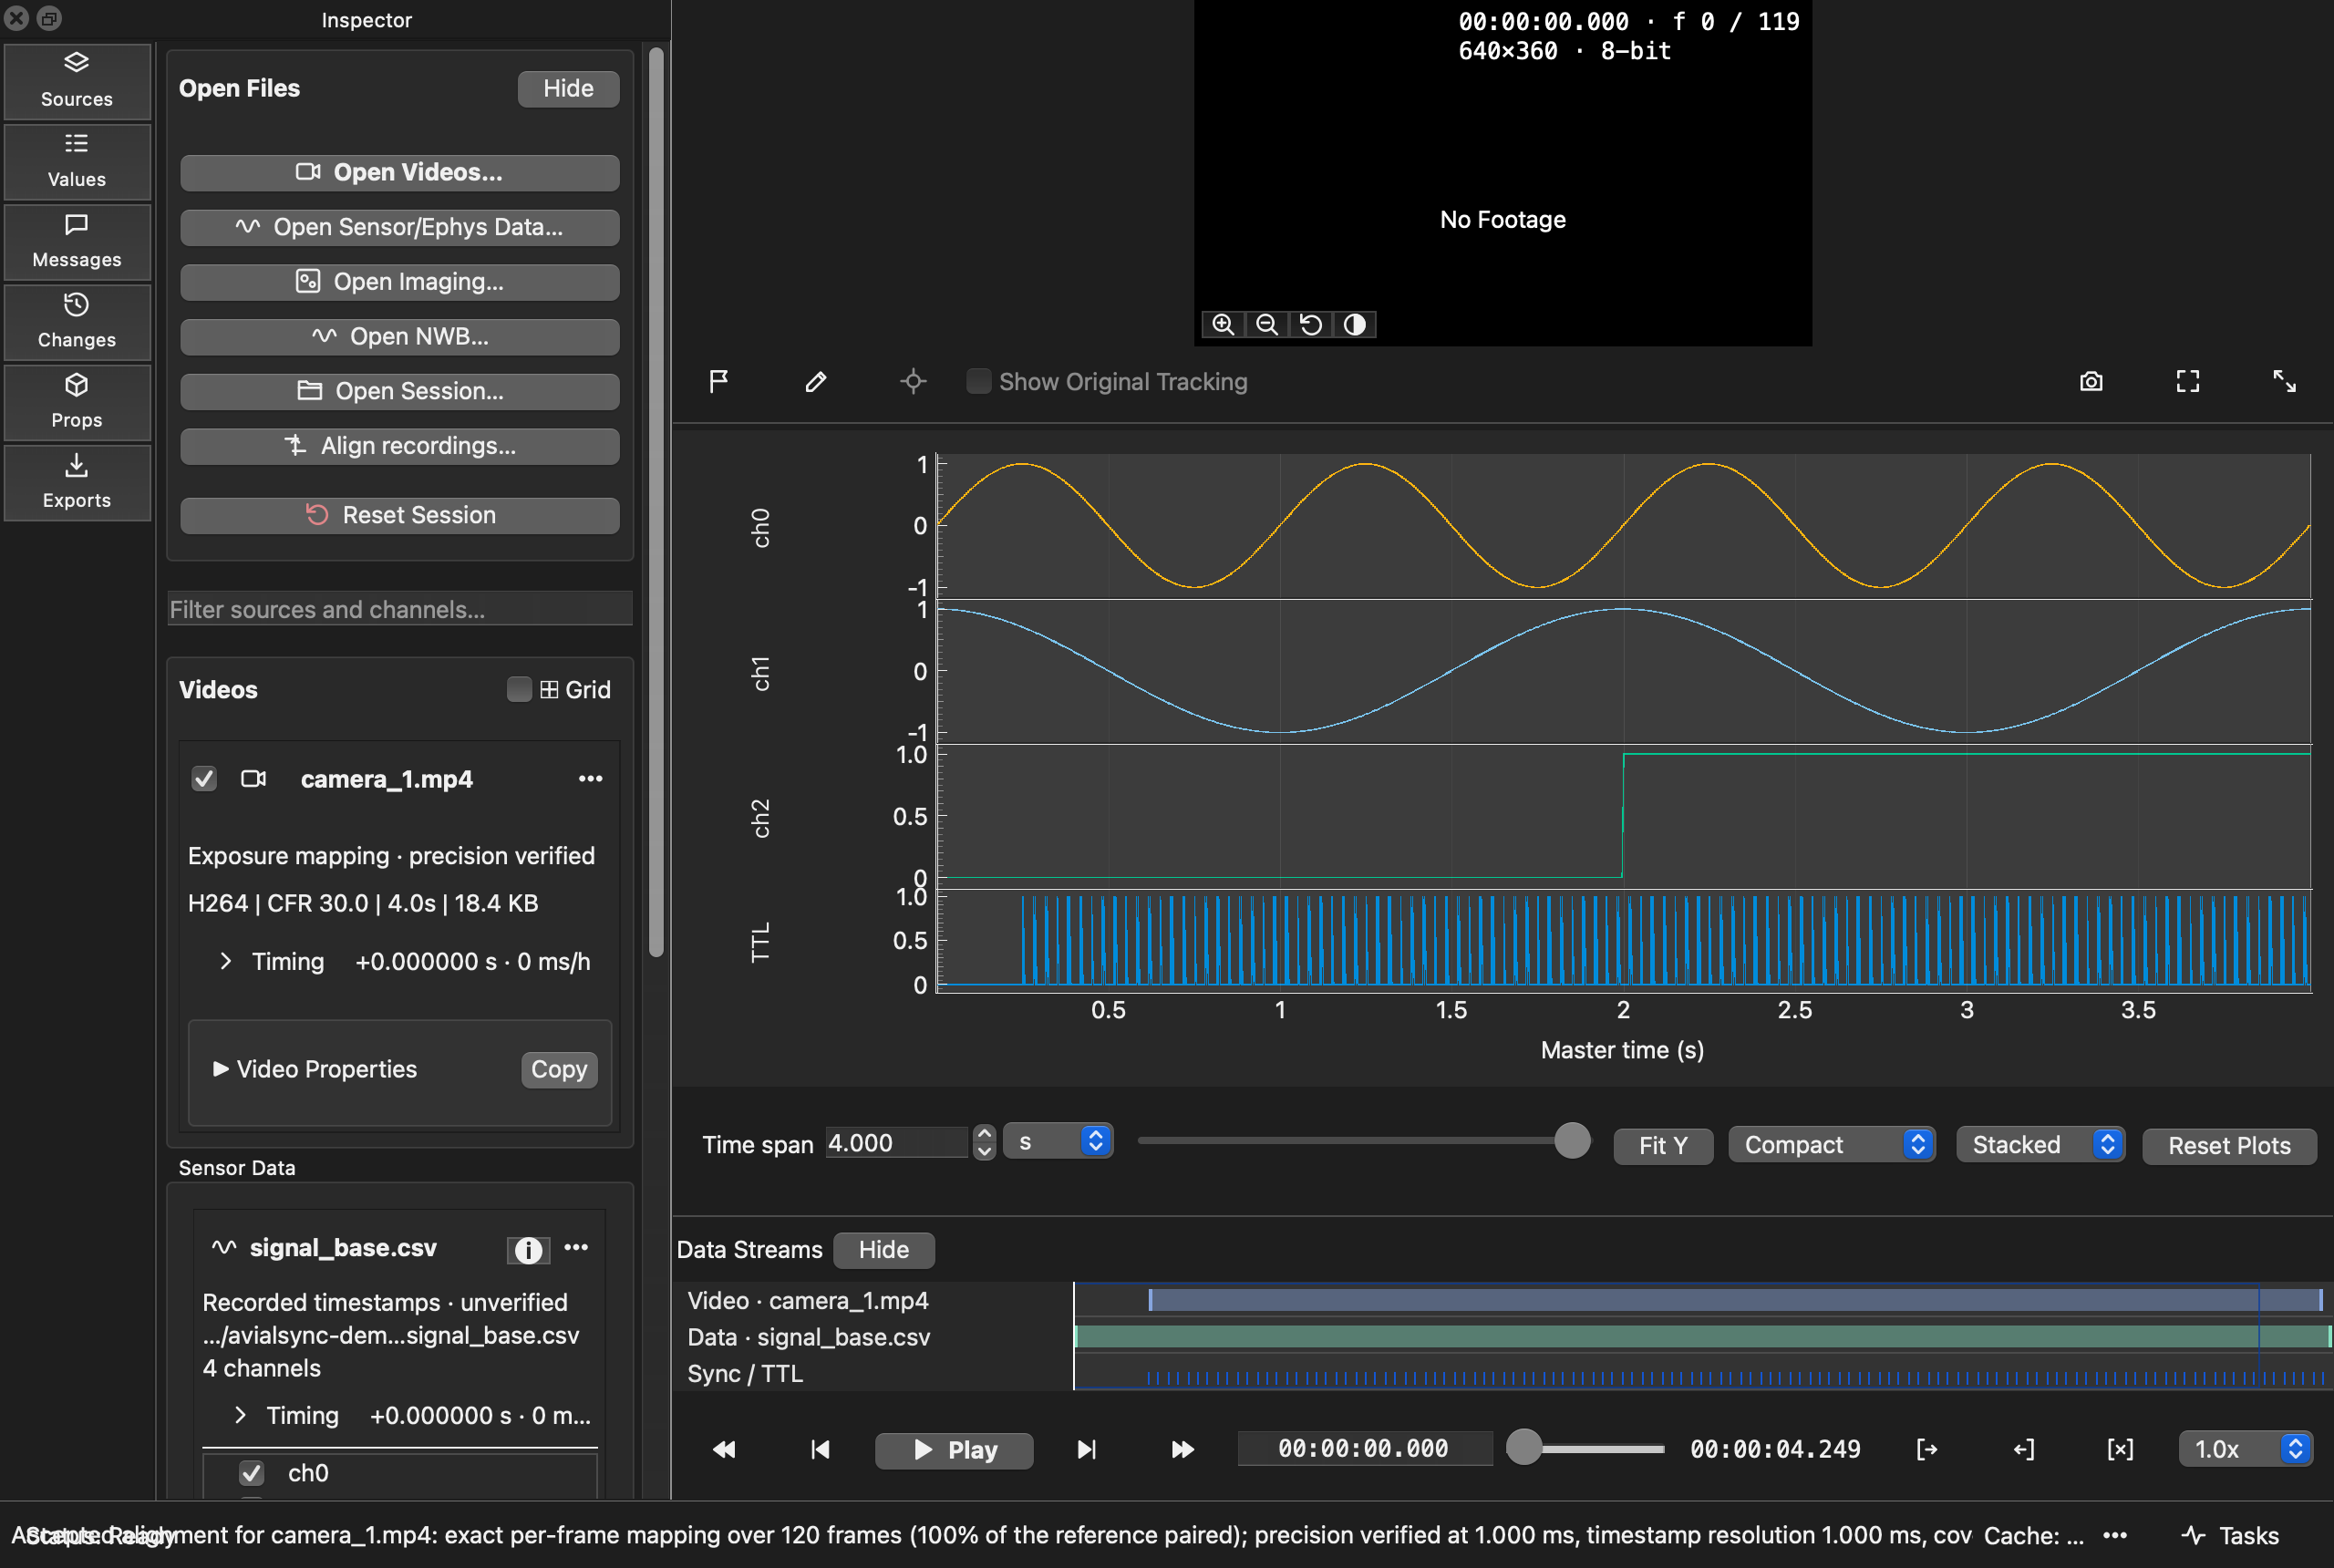 Inspector
Sources
Values
Messages
Changes
Props
Exports
Open Files
Hide
Open Videos...
Open Sensor/Ephys Data...
Open Imaging...
Open NWB...
Open Session...
Align recordings...
Reset Session
Filter sources and channels...
Videos
Grid
camera_1.mp4
Exposure mapping · precision verified
H264 | CFR 30.0 | 4.0s | 18.4 KB
Timing +0.000000 s · 0 ms/h
Video Properties
Copy
Sensor Data
signal_base.csv
Recorded timestamps · unverified
.../avialsync-dem...signal_base.csv
4 channels
Timing +0.000000 s · 0 m...
ch0
00:00:00.000 · f 0 / 119
640×360 · 8-bit
No Footage
Show Original Tracking
ch0
1
0
-1
ch1
1
0
-1
ch2
1.0
0.5
0
TTL
1.0
0.5
0
0.5 1 1.5 2 2.5 3 3.5
Master time (s)
Time span 4.000 s Fit Y Compact Stacked Reset Plots
Data Streams Hide
Video · camera_1.mp4
Data · signal_base.csv
Sync / TTL
Play 00:00:00.000 00:00:04.249 1.0x
alignment for camera_1.mp4: exact per-frame mapping over 120 frames (100% of the reference paired); precision verified at 1.000 ms, timestamp resolution 1.000 ms, cov Cache: ... Tasks